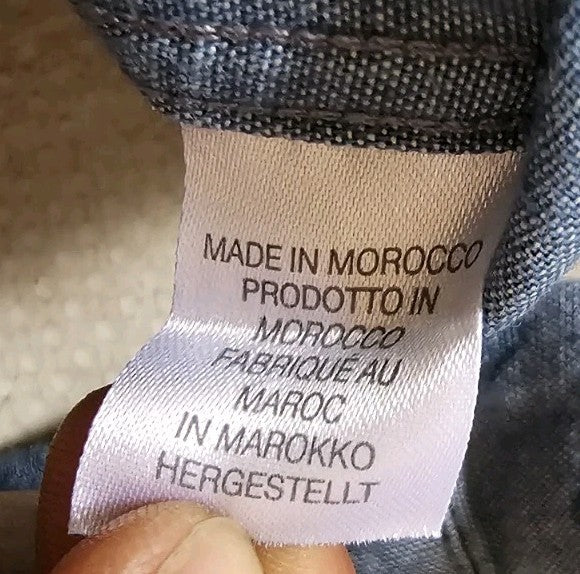 MADE IN MOROCCO
PRODOTTO IN
MOROCCO
FABRIQUÉ AU
MAROC
IN MAROKKO
HERGESTELLT